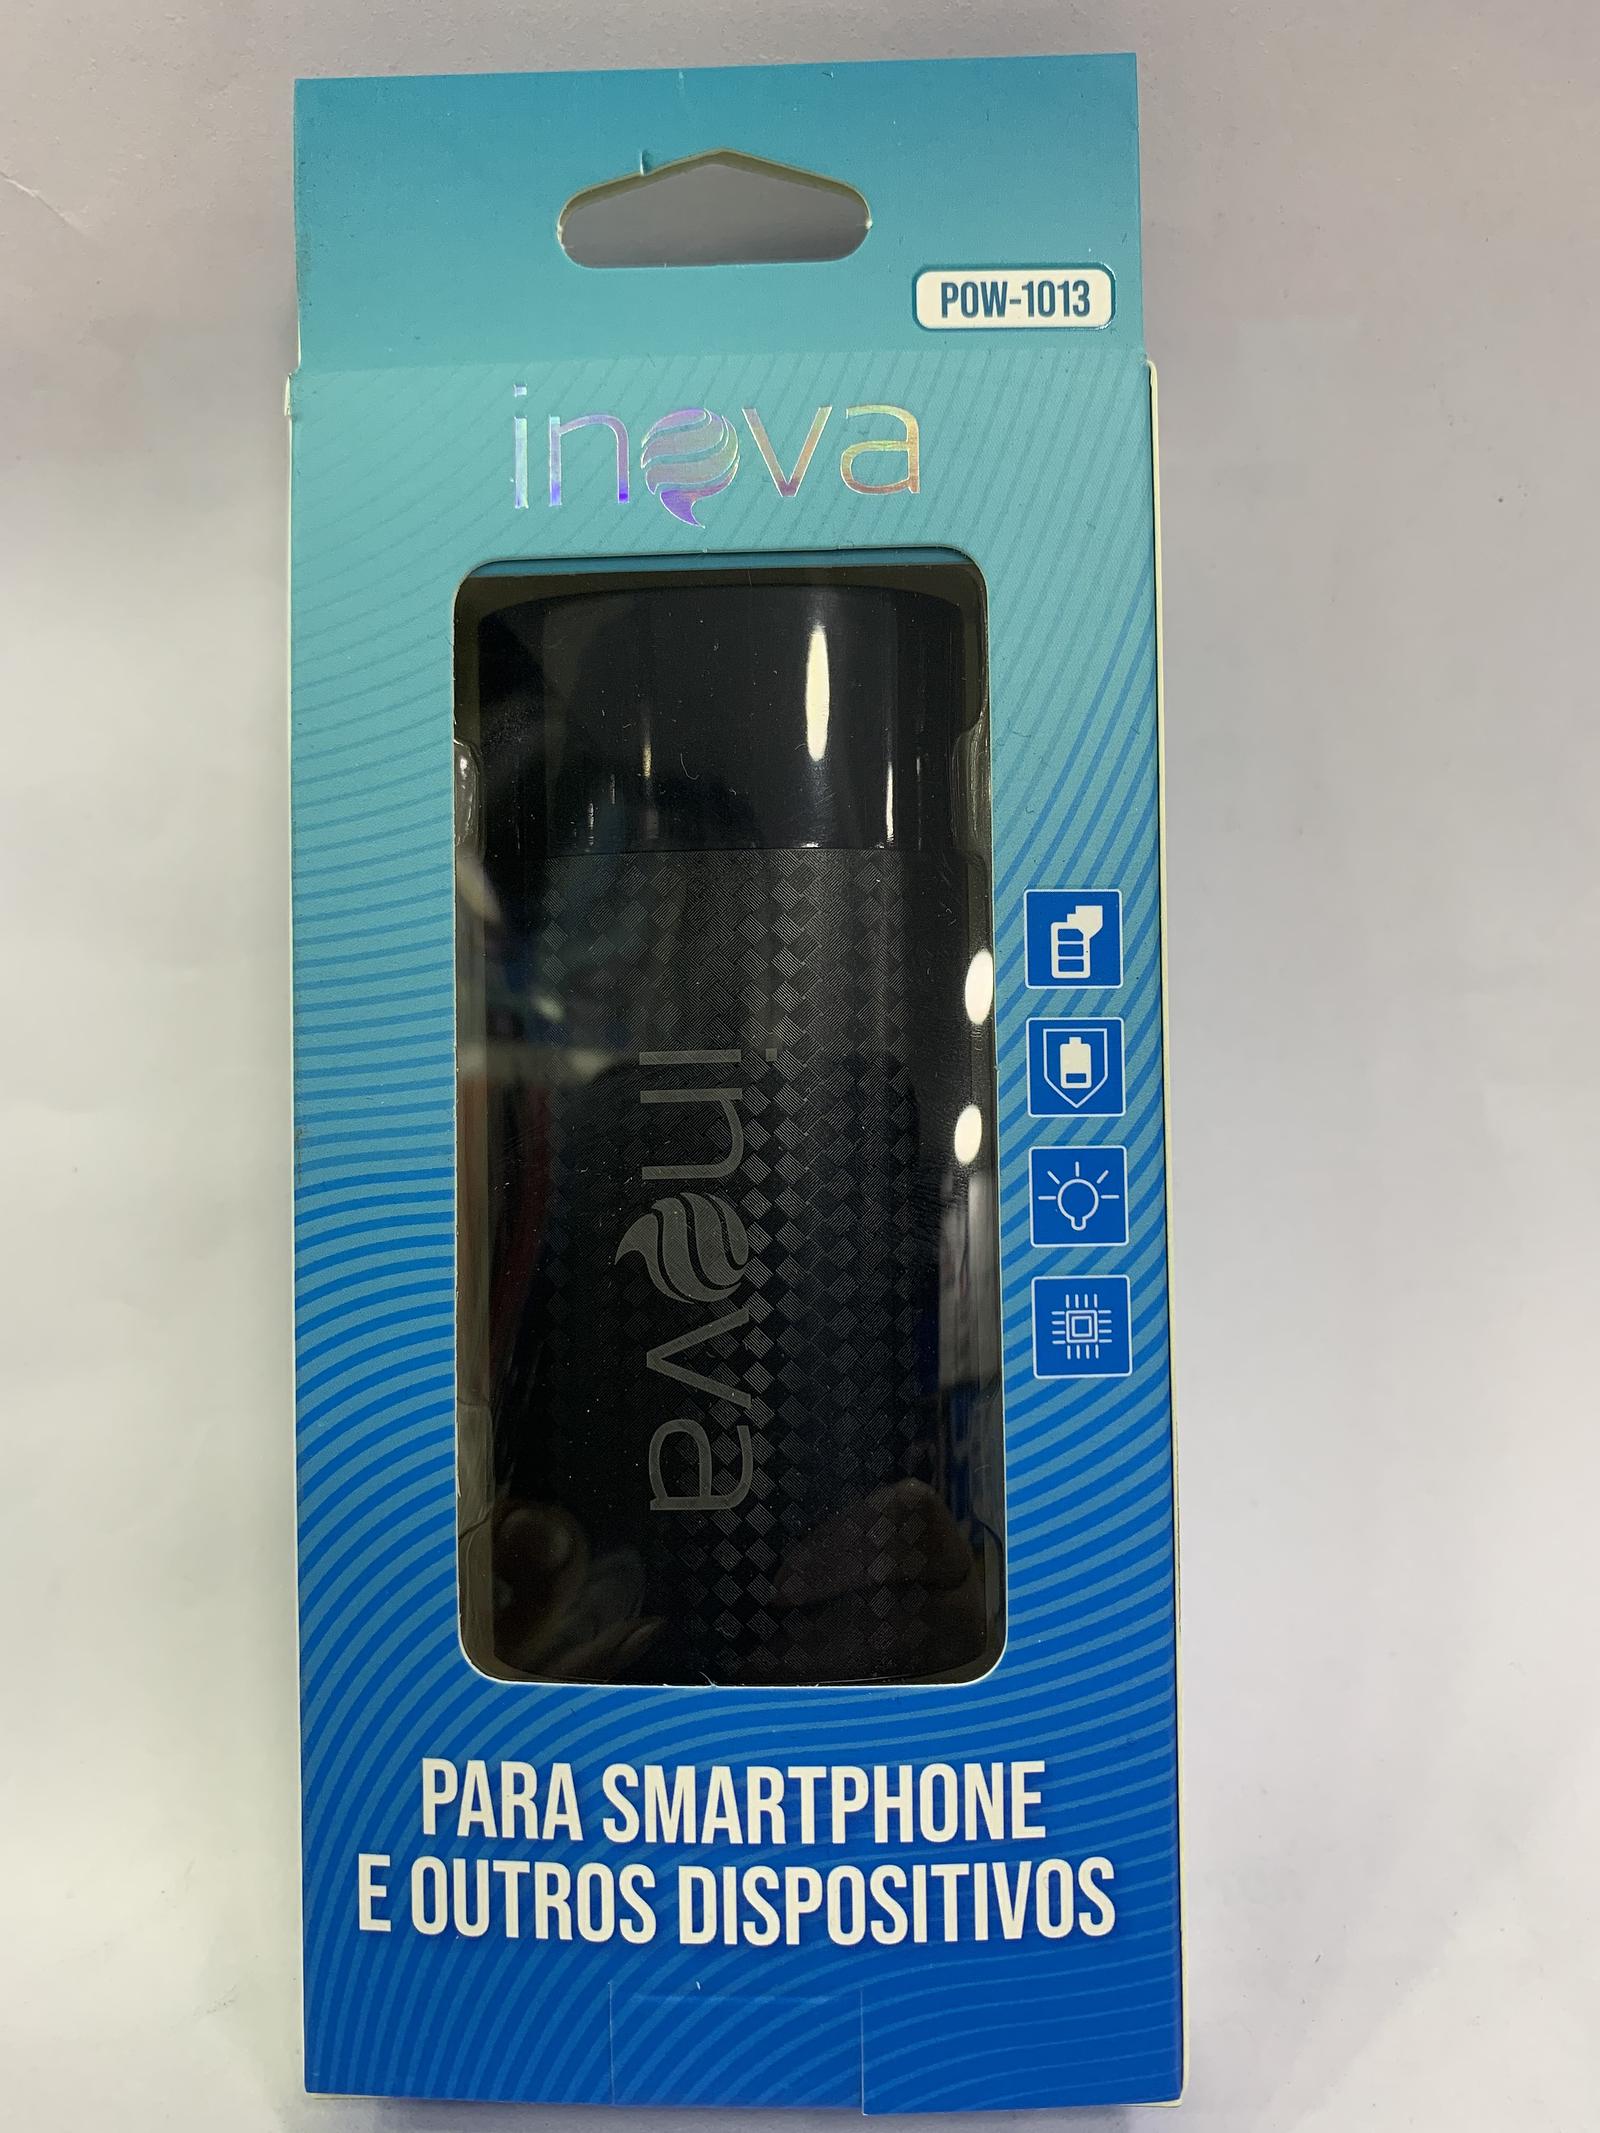 POW-1013
inova
inova
PARA SMARTPHONE
E OUTROS DISPOSITIVOS